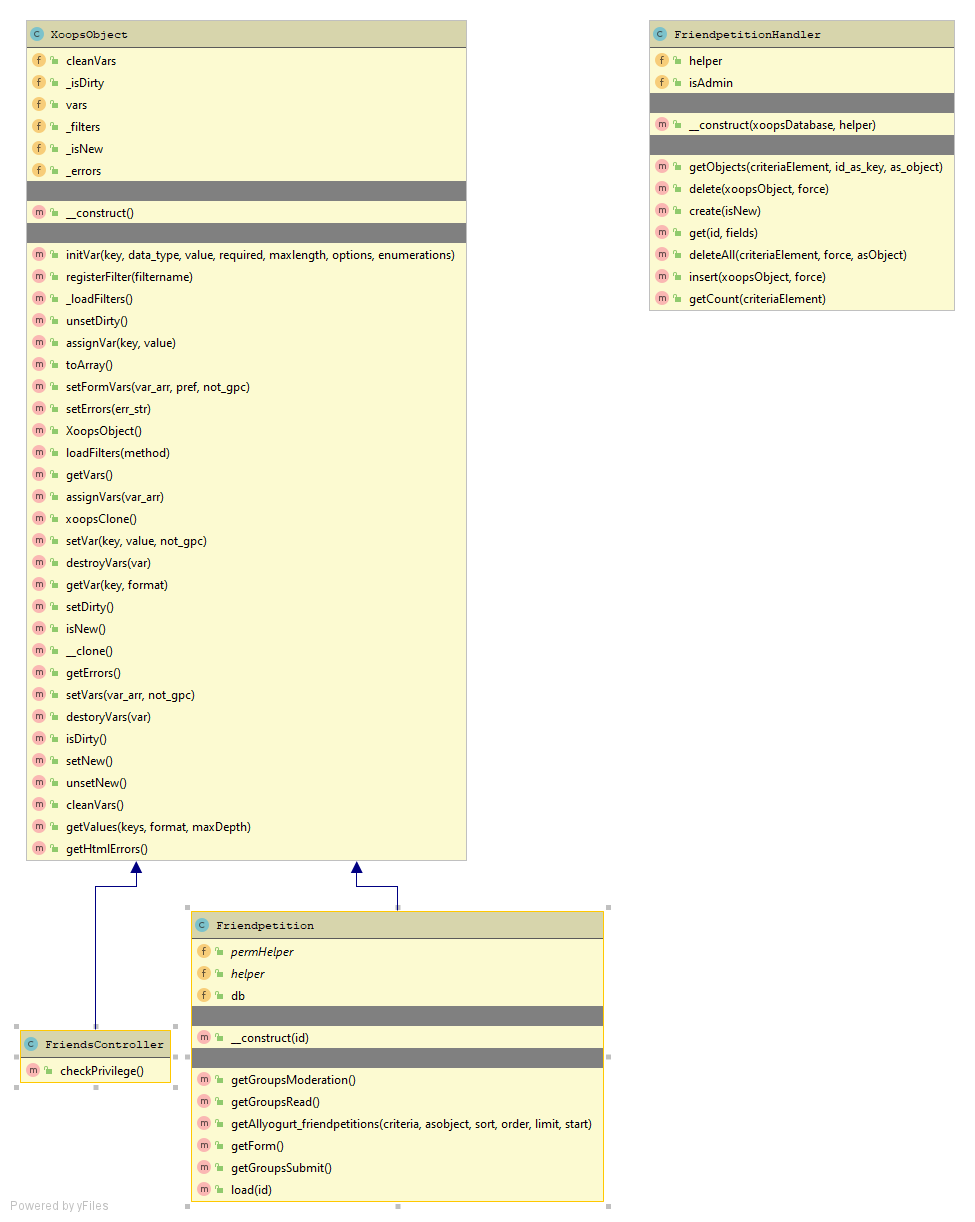 XoopsObject
cleanVars
_isDirty
vars
_filters
_isNew
_errors
__construct()
initVar(key, data_type, value, required, maxlength, options, enumerations)
registerFilter(filtername)
_loadFilters()
unsetDirty()
assignVar(key, value)
toArray()
setFormVars(var_arr, pref, not_gpc)
setErrors(err_str)
XoopsObject()
loadFilters(method)
getVars()
assignVars(var_arr)
xoopsClone()
setVar(key, value, not_gpc)
destroyVars(var)
getVar(key, format)
setDirty()
isNew()
__clone()
getErrors()
setVars(var_arr, not_gpc)
destoryVars(var)
isDirty()
setNew()
unsetNew()
cleanVars()
getValues(keys, format, maxDepth)
getHtmlErrors()
FriendpetitionHandler
helper
isAdmin
__construct(xoopsDatabase, helper)
getObjects(criteriaElement, id_as_key, as_object)
delete(xoopsObject, force)
create(isNew)
get(id, fields)
deleteAll(criteriaElement, force, asObject)
insert(xoopsObject, force)
getCount(criteriaElement)
Friendpetition
permHelper
helper
db
__construct(id)
getGroupsModeration()
getGroupsRead()
getAllyogurt_friendpetitions(criteria, asobject, sort, order, limit, start)
getForm()
getGroupsSubmit()
load(id)
FriendsController
checkPrivilege()
Powered by yFiles